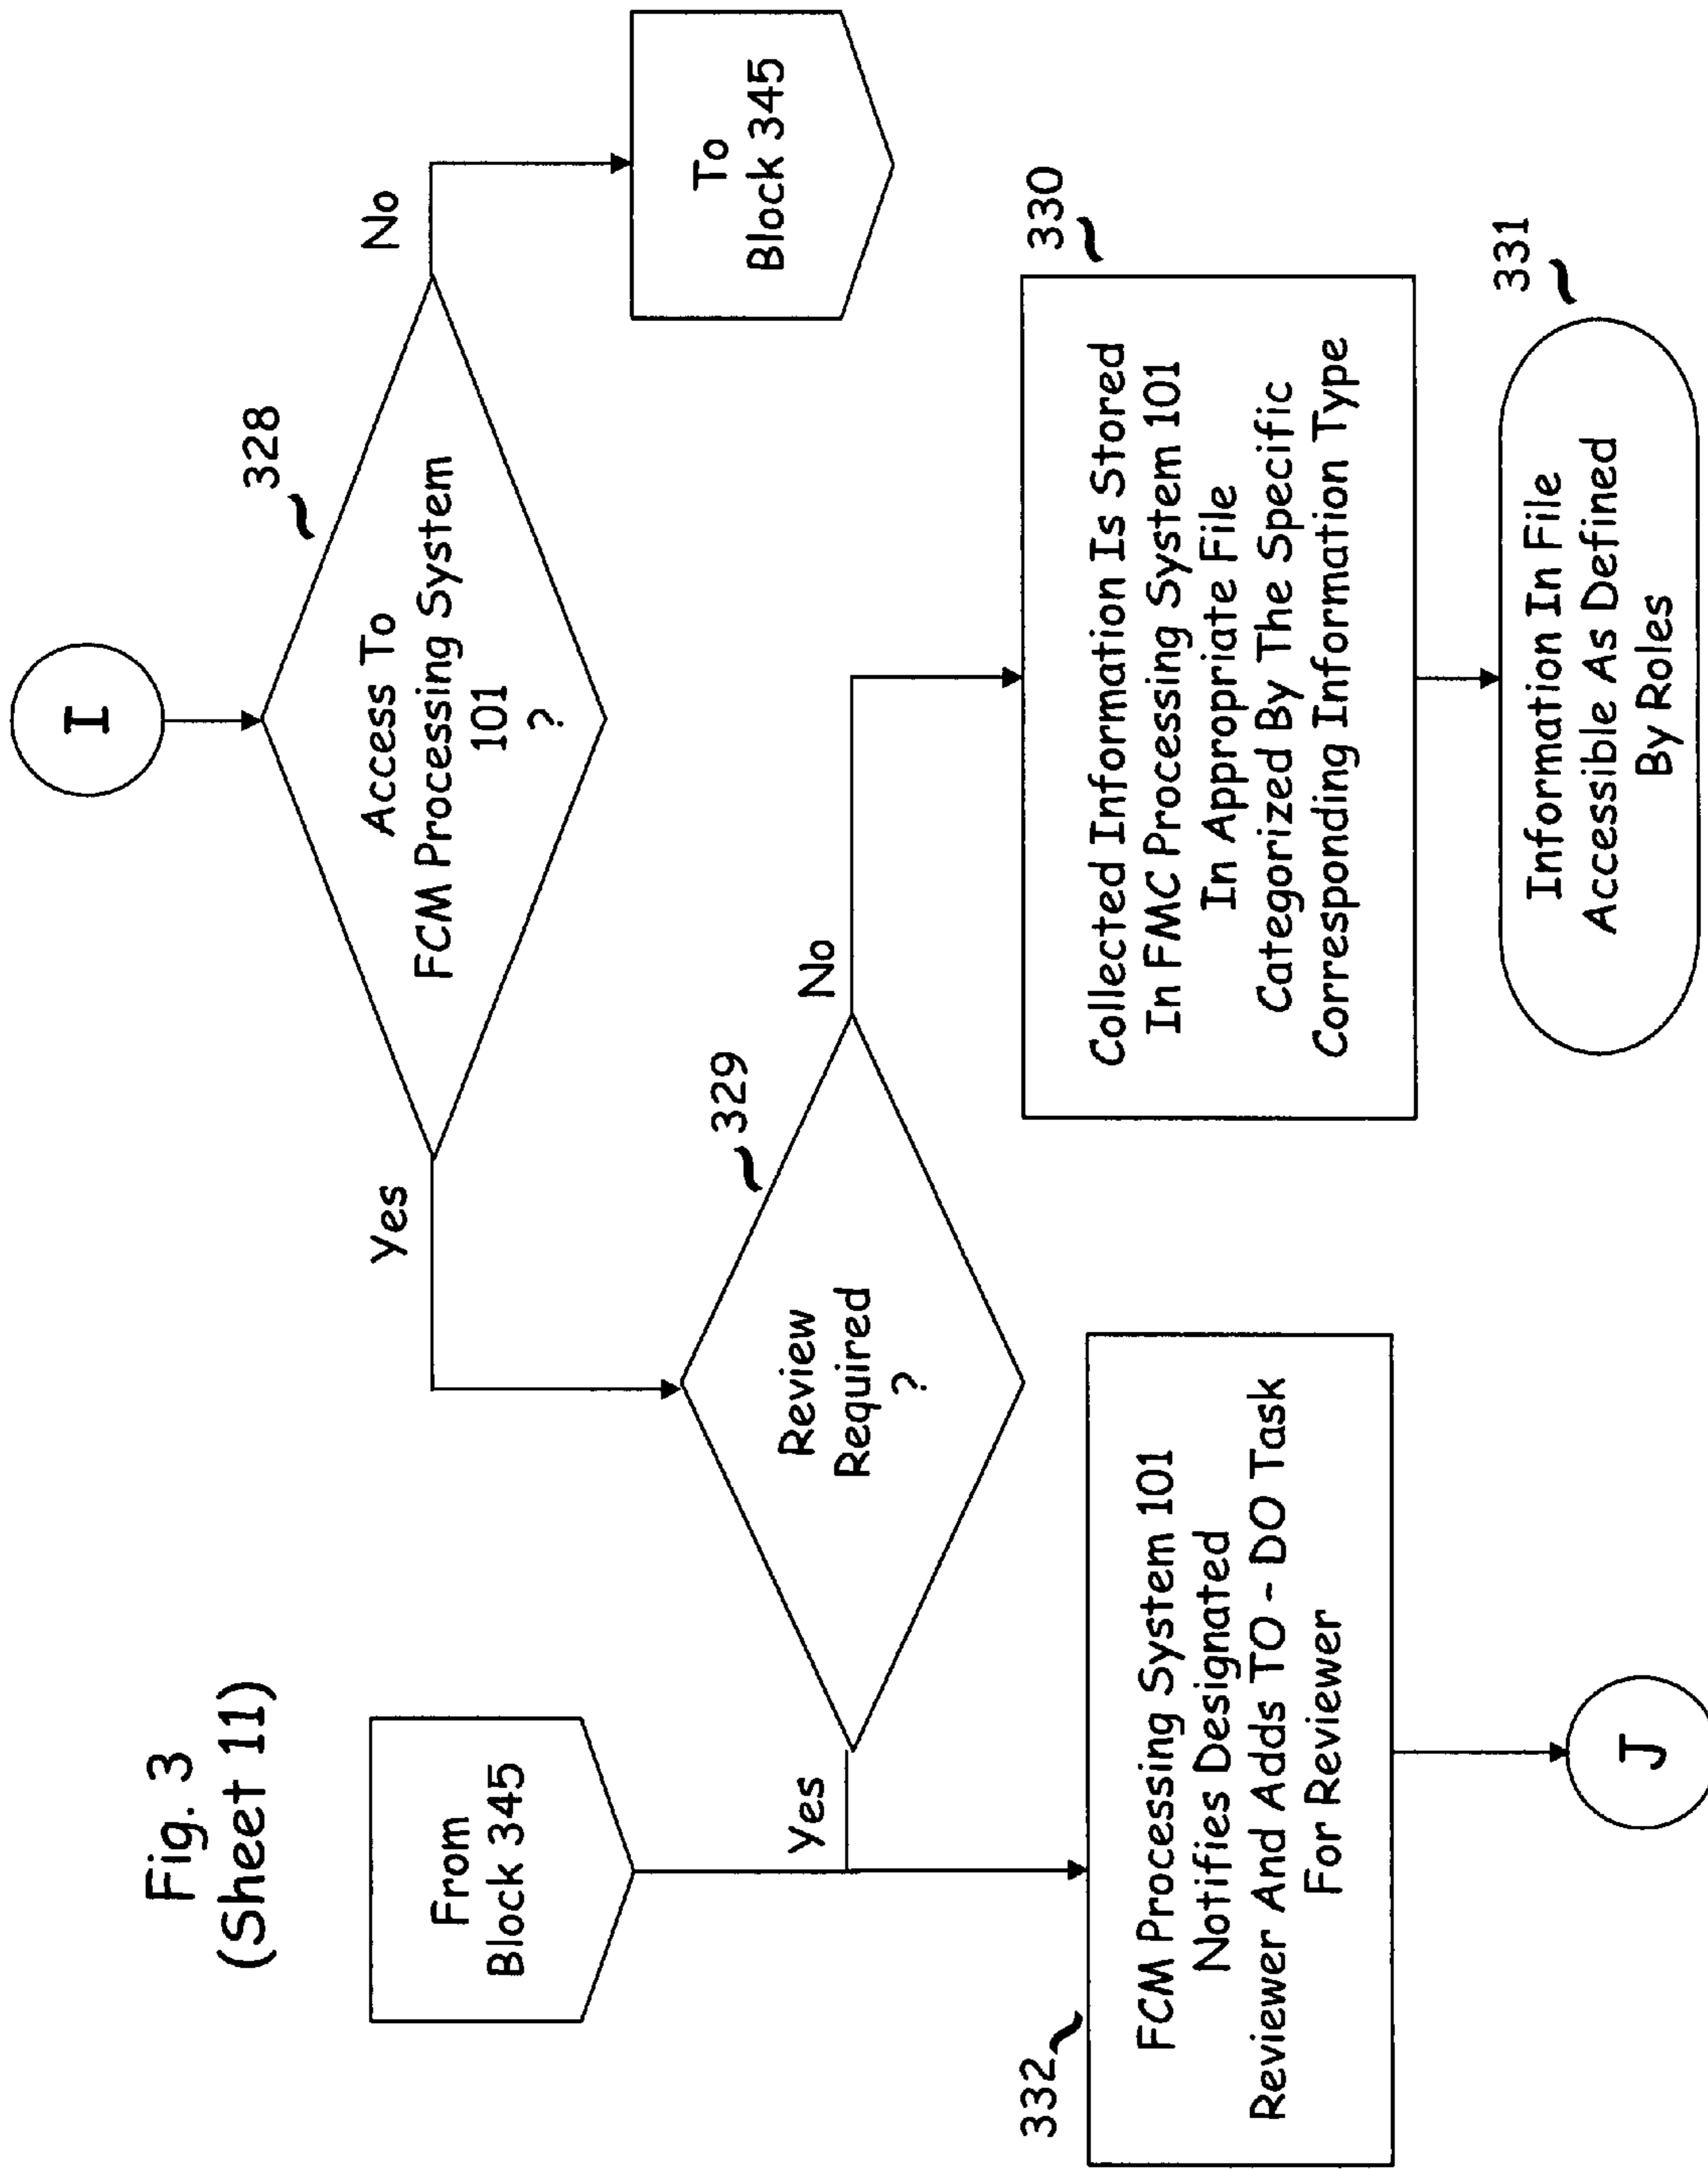 Fig. 3
(Sheet 11)
I
328
Access To
FCM Processing System
101
?
Yes
No
To
Block 345
From
Block 345
329
Review
Required
?
Yes
No
332
FCM Processing System 101
Notifies Designated
Reviewer And Adds TO - DO Task
For Reviewer
J
330
Collected Information Is Stored
In FMC Processing System 101
In Appropriate File
Categorized By The Specific
Corresponding Information Type
331
Information In File
Accessible As Defined
By Roles